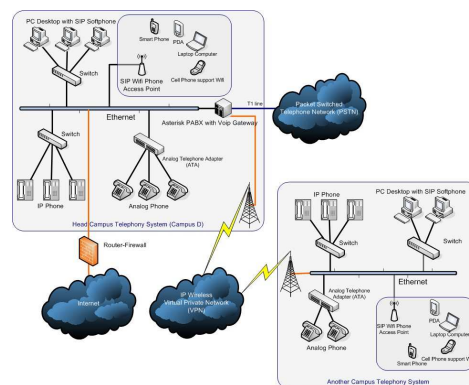 PC Desktop with SIP Softphone
Smart Phone
PDA
Laptop Computer
Switch
SIP Wifi Phone
Access Point
Cell Phone support Wifi
T1 line
Ethernet
Packet Switched
Telephone Network (PSTN)
Asterisk PABX with Voip Gateway
Switch
Analog Telephone Adapter
(ATA)
IP Phone
Analog Phone
Head Campus Telephony System (Campus D)
Router-Firewall
Internet
IP Wireless
Virtual Private Network
(VPN)
IP Phone
PC Desktop with SIP Softphone
Switch
Switch
Ethernet
Analog Telephone
Adapter (ATA)
Analog Phone
SIP Wifi Phone
Access Point
PDA
Laptop Computer
Smart Phone
Cell Phone support W
Another Campus Telephony System